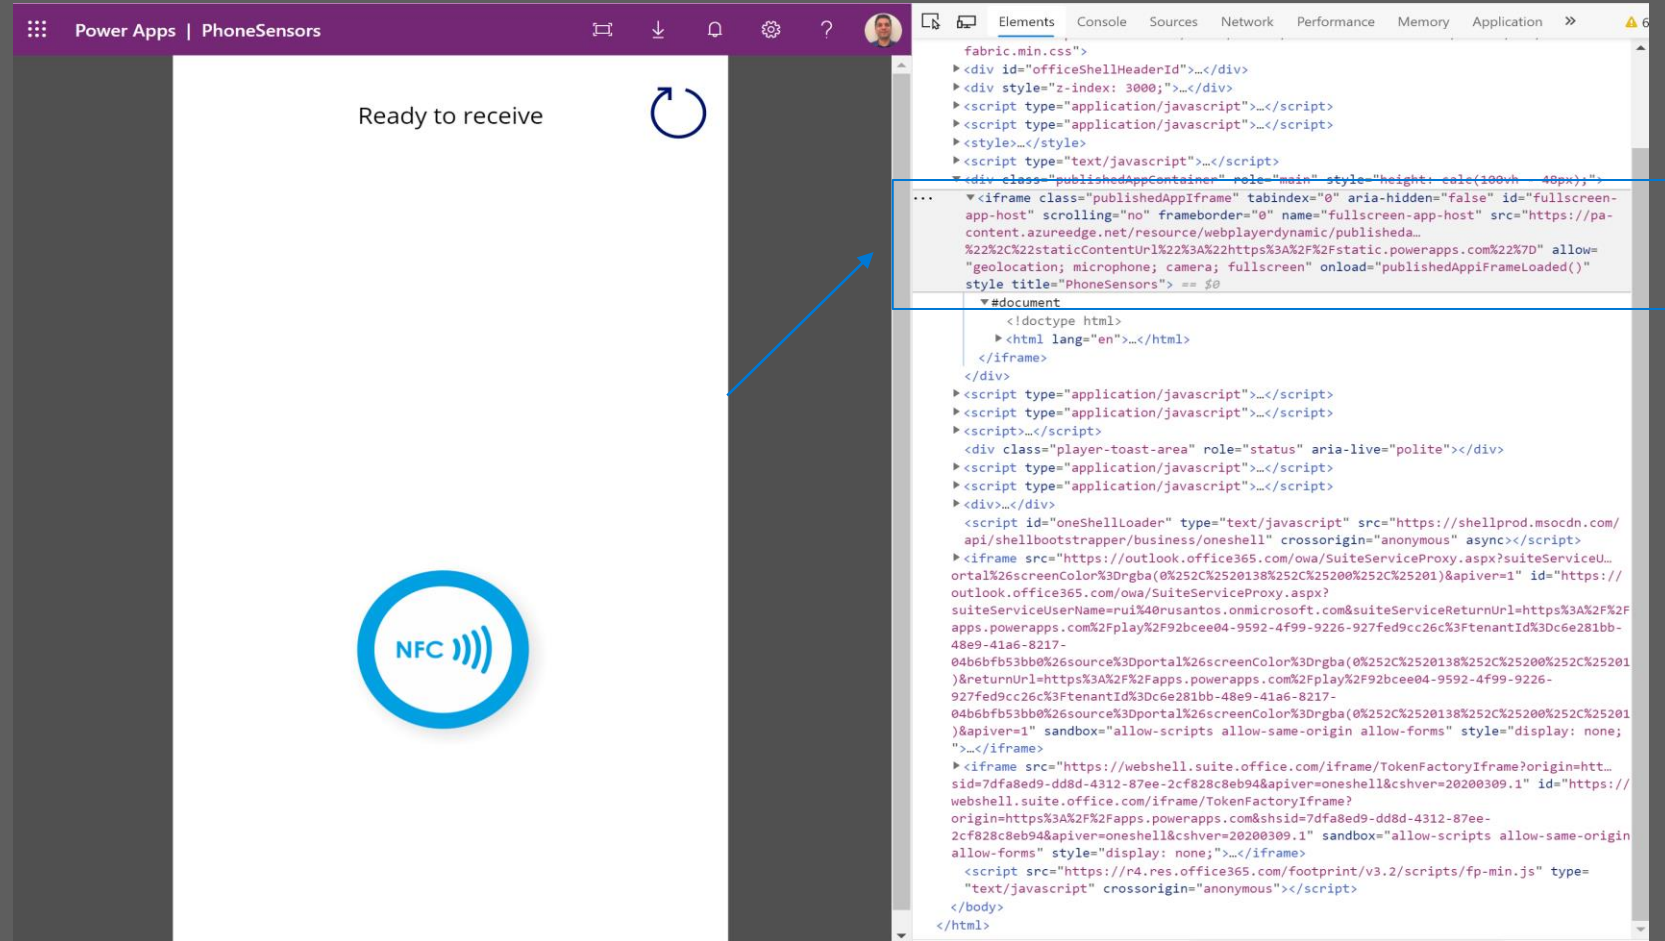 Power Apps | PhoneSensors
Ready to receive
NFC
Elements Console Sources Network Performance Memory Application » 6
fabric.min.css">
<div id="officeShellHeaderId">…</div>
<div style="z-index: 3000;">…</div>
<script type="application/javascript">…</script>
<script type="application/javascript">…</script>
<style>…</style>
<script type="text/javascript">…</script>
<div class="publishedAppContainer" role="main" style="height: calc(100vh - 48px);">
<iframe class="publishedAppIframe" tabindex="0" aria-hidden="false" id="fullscreen-
app-host" scrolling="no" frameborder="0" name="fullscreen-app-host" src="https://pa-
content.azureedge.net/resource/webplayerdynamic/publisheda…
%22%2C%22staticContentUrl%22%3A%22https%3A%2F%2Fstatic.powerapps.com%22%7D" allow=
"geolocation; microphone; camera; fullscreen" onload="publishedAppiFrameLoaded()"
style title="PhoneSensors"> == $0
#document
<!doctype html>
<html lang="en">…</html>
</iframe>
</div>
<script type="application/javascript">…</script>
<script type="application/javascript">…</script>
<script>…</script>
<div class="player-toast-area" role="status" aria-live="polite"></div>
<script type="application/javascript">…</script>
<script type="application/javascript">…</script>
<div>…</div>
<script id="oneShellLoader" type="text/javascript" src="https://shellprod.msocdn.com/
api/shellbootstrapper/business/oneshell" crossorigin="anonymous" async></script>
<iframe src="https://outlook.office365.com/owa/SuiteServiceProxy.aspx?suiteServiceU…
ortal%26screenColor%3Drgba(0%252C%2520138%252C%25200%252C%25201)&apiver=1" id="https://
outlook.office365.com/owa/SuiteServiceProxy.aspx?
suiteServiceUserName=rui%40rusantos.onmicrosoft.com&suiteServiceReturnUrl=https%3A%2F%2F
apps.powerapps.com%2Fplay%2F92bcee04-9592-4f99-9226-927fed9cc26c%3FtenantId%3Dc6e281bb-
48e9-41a6-8217-
04b6bfb53bb0%26source%3Dportal%26screenColor%3Drgba(0%252C%2520138%252C%25200%252C%25201
)&returnUrl=https%3A%2F%2Fapps.powerapps.com%2Fplay%2F92bcee04-9592-4f99-9226-
927fed9cc26c%3FtenantId%3Dc6e281bb-48e9-41a6-8217-
04b6bfb53bb0%26source%3Dportal%26screenColor%3Drgba(0%252C%2520138%252C%25200%252C%25201
)&apiver=1" sandbox="allow-scripts allow-same-origin allow-forms" style="display: none;
">…</iframe>
<iframe src="https://webshell.suite.office.com/iframe/TokenFactoryIframe?origin=htt…
sid=7dfa8ed9-dd8d-4312-87ee-2cf828c8eb94&apiver=oneshell&cshver=20200309.1" id="https://
webshell.suite.office.com/iframe/TokenFactoryIframe?
origin=https%3A%2F%2Fapps.powerapps.com&shsid=7dfa8ed9-dd8d-4312-87ee-
2cf828c8eb94&apiver=oneshell&cshver=20200309.1" sandbox="allow-scripts allow-same-origin
allow-forms" style="display: none;">…</iframe>
<script src="https://r4.res.office365.com/footprint/v3.2/scripts/fp-min.js" type=
"text/javascript" crossorigin="anonymous"></script>
</body>
</html>